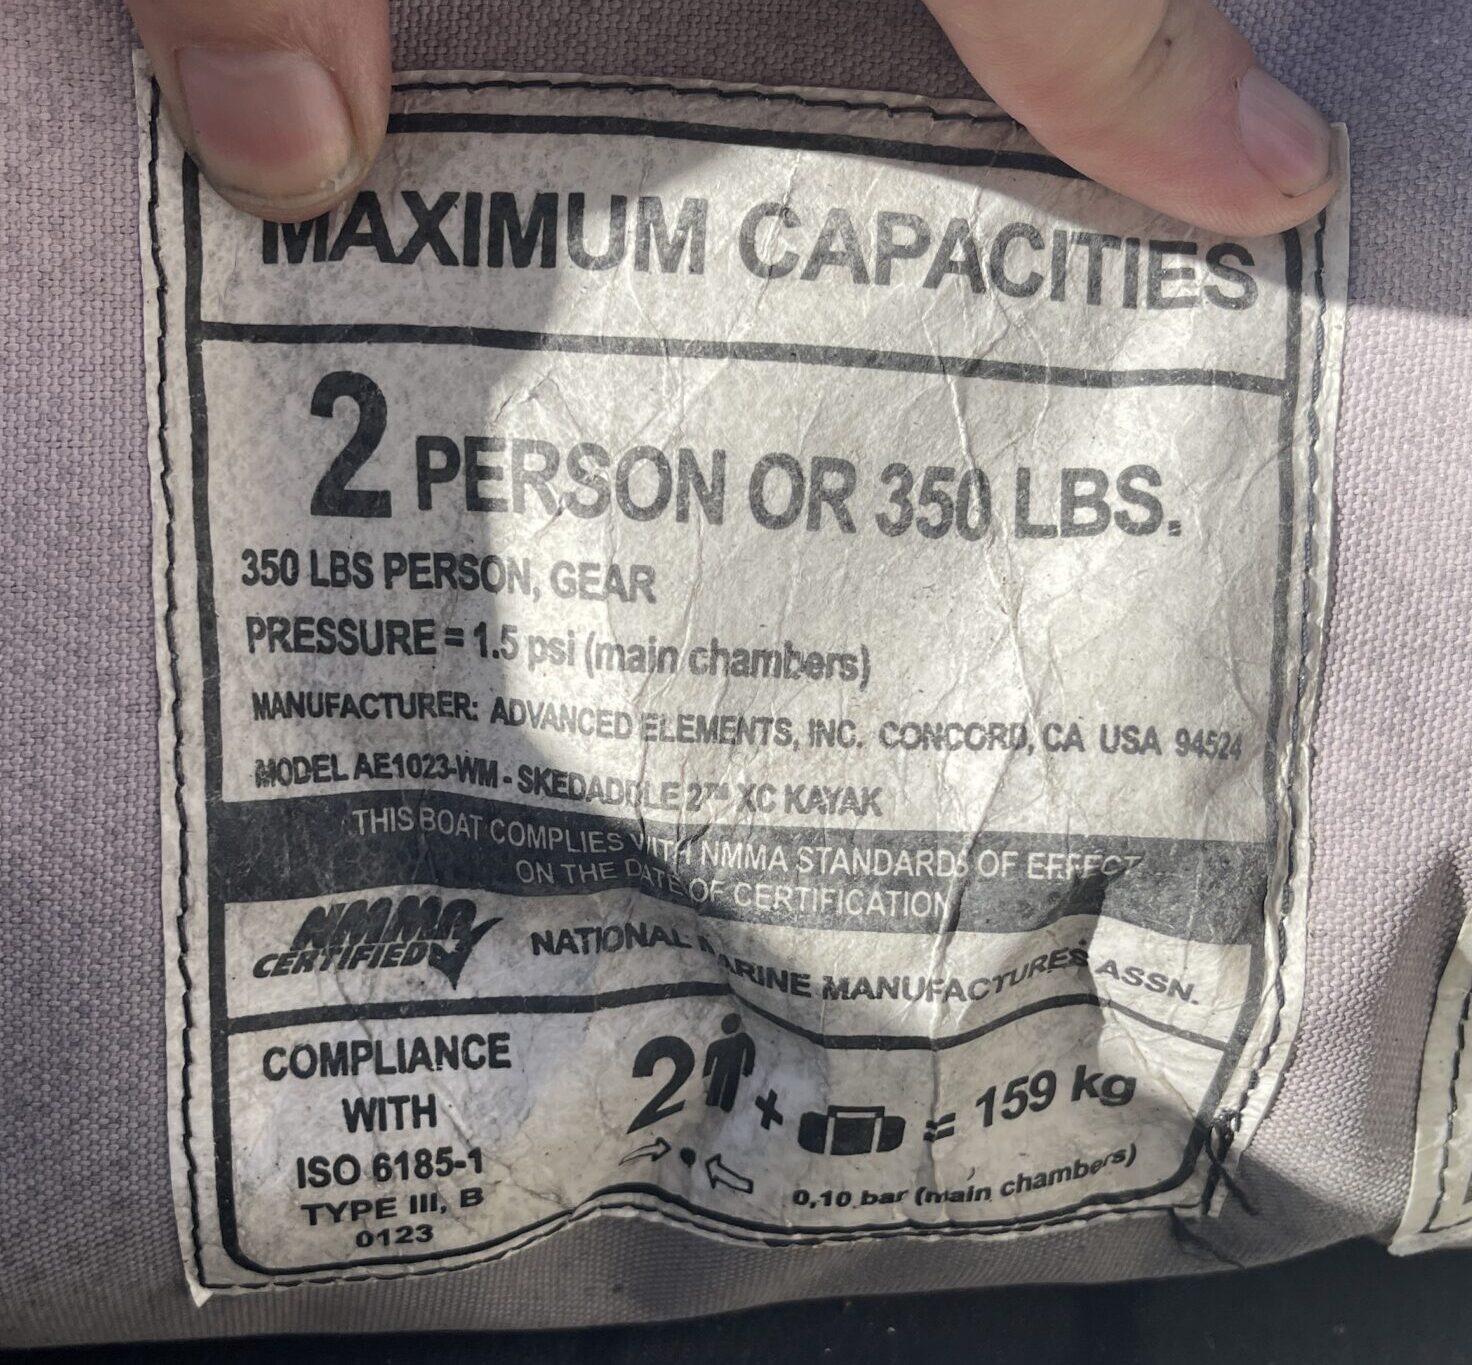 MAXIMUM CAPACITIES
2 PERSON OR 350 LBS.
350 LBS PERSON, GEAR
PRESSURE = 1.5 psi (main chambers)
MANUFACTURER: ADVANCED ELEMENTS, INC. CONCORD, CA USA 94524
MODEL AE1023-WM - SKEDADDLE 2™ XC KAYAK
THIS BOAT COMPLIES WITH NMMA STANDARDS OF EFFECT
ON THE DATE OF CERTIFICATION
NMMA
CERTIFIED
NATIONAL MARINE MANUFACTURES ASSN.
COMPLIANCE
WITH
ISO 6185-1
TYPE III, B
0123
2 + = 159 kg
0,10 bar (main chambers)